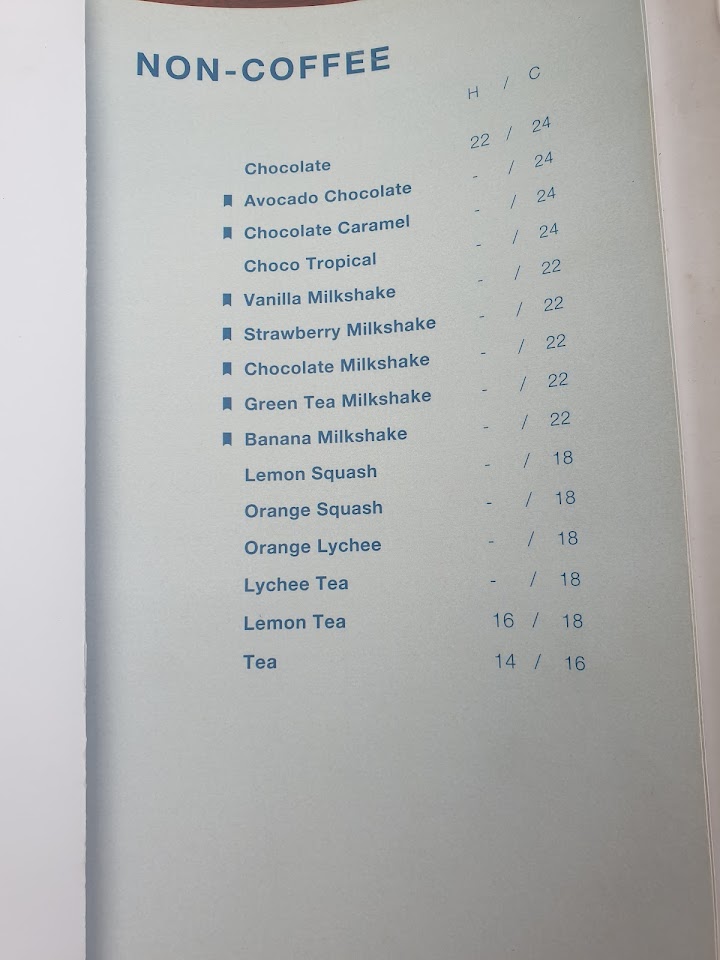 NON-COFFEE
H / C
Chocolate 22 / 24
Avocado Chocolate - / 24
Chocolate Caramel - / 24
Choco Tropical - / 24
Vanilla Milkshake - / 22
Strawberry Milkshake - / 22
Chocolate Milkshake - / 22
Green Tea Milkshake - / 22
Banana Milkshake - / 22
Lemon Squash - / 18
Orange Squash - / 18
Orange Lychee - / 18
Lychee Tea - / 18
Lemon Tea 16 / 18
Tea 14 / 16